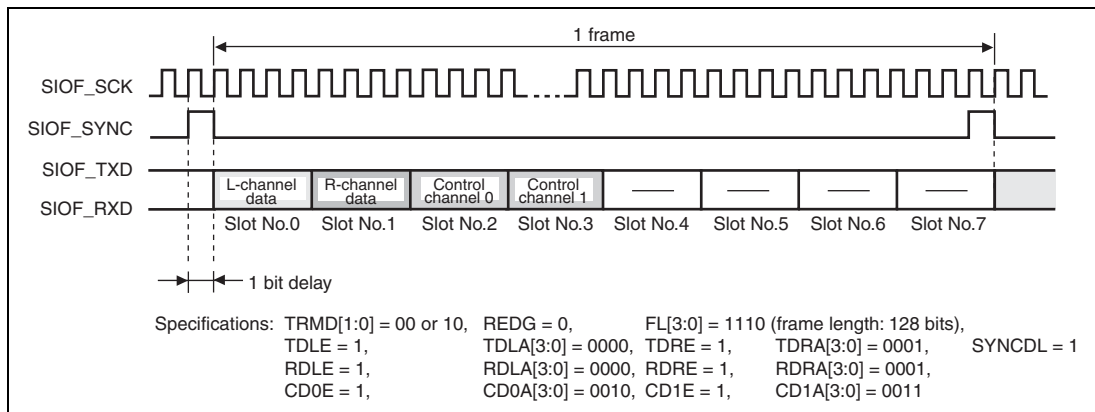 1 frame
SIOF_SCK
SIOF_SYNC
SIOF_TXD
SIOF_RXD
L-channel data
R-channel data
Control channel 0
Control channel 1
Slot No.0 Slot No.1 Slot No.2 Slot No.3 Slot No.4 Slot No.5 Slot No.6 Slot No.7
1 bit delay
Specifications: TRMD[1:0] = 00 or 10, REDG = 0, FL[3:0] = 1110 (frame length: 128 bits),
TDLE = 1, TDLA[3:0] = 0000, TDRE = 1, TDRA[3:0] = 0001, SYNCDL = 1
RDLE = 1, RDLA[3:0] = 0000, RDRE = 1, RDRA[3:0] = 0001,
CD0E = 1, CD0A[3:0] = 0010, CD1E = 1, CD1A[3:0] = 0011